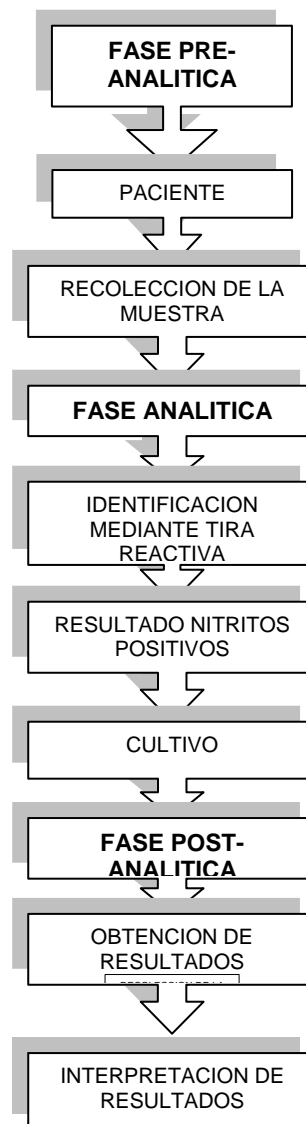 FASE PRE-
ANALITICA
PACIENTE
RECOLECCION DE LA
MUESTRA
FASE ANALITICA
IDENTIFICACION
MEDIANTE TIRA
REACTIVA
RESULTADO NITRITOS
POSITIVOS
CULTIVO
FASE POST-
ANALITICA
OBTENCION DE
RESULTADOS
INTERPRETACION DE
RESULTADOS